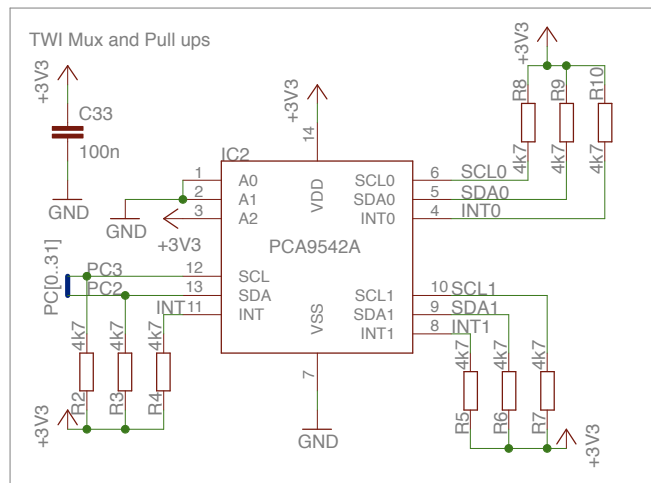 TWI Mux and Pull ups
+3V3
C33
100n
GND
+3V3
14
IC2
VDD
1 A0
2 A1
3 A2
GND
+3V3
PCA9542A
SCL0 6 SCL0
SDA0 5 SDA0
INT0 4 INT0
+3V3
R8 R9 R10
4k7 4k7 4k7
PC[0..31]
PC3 12 SCL
PC2 13 SDA
INT 11 INT
SCL1 10 SCL1
SDA1 9 SDA1
INT1 8 INT1
VSS
7
GND
4k7 4k7 4k7
R2 R3 R4
+3V3
4k7 4k7 4k7
R5 R6 R7
+3V3